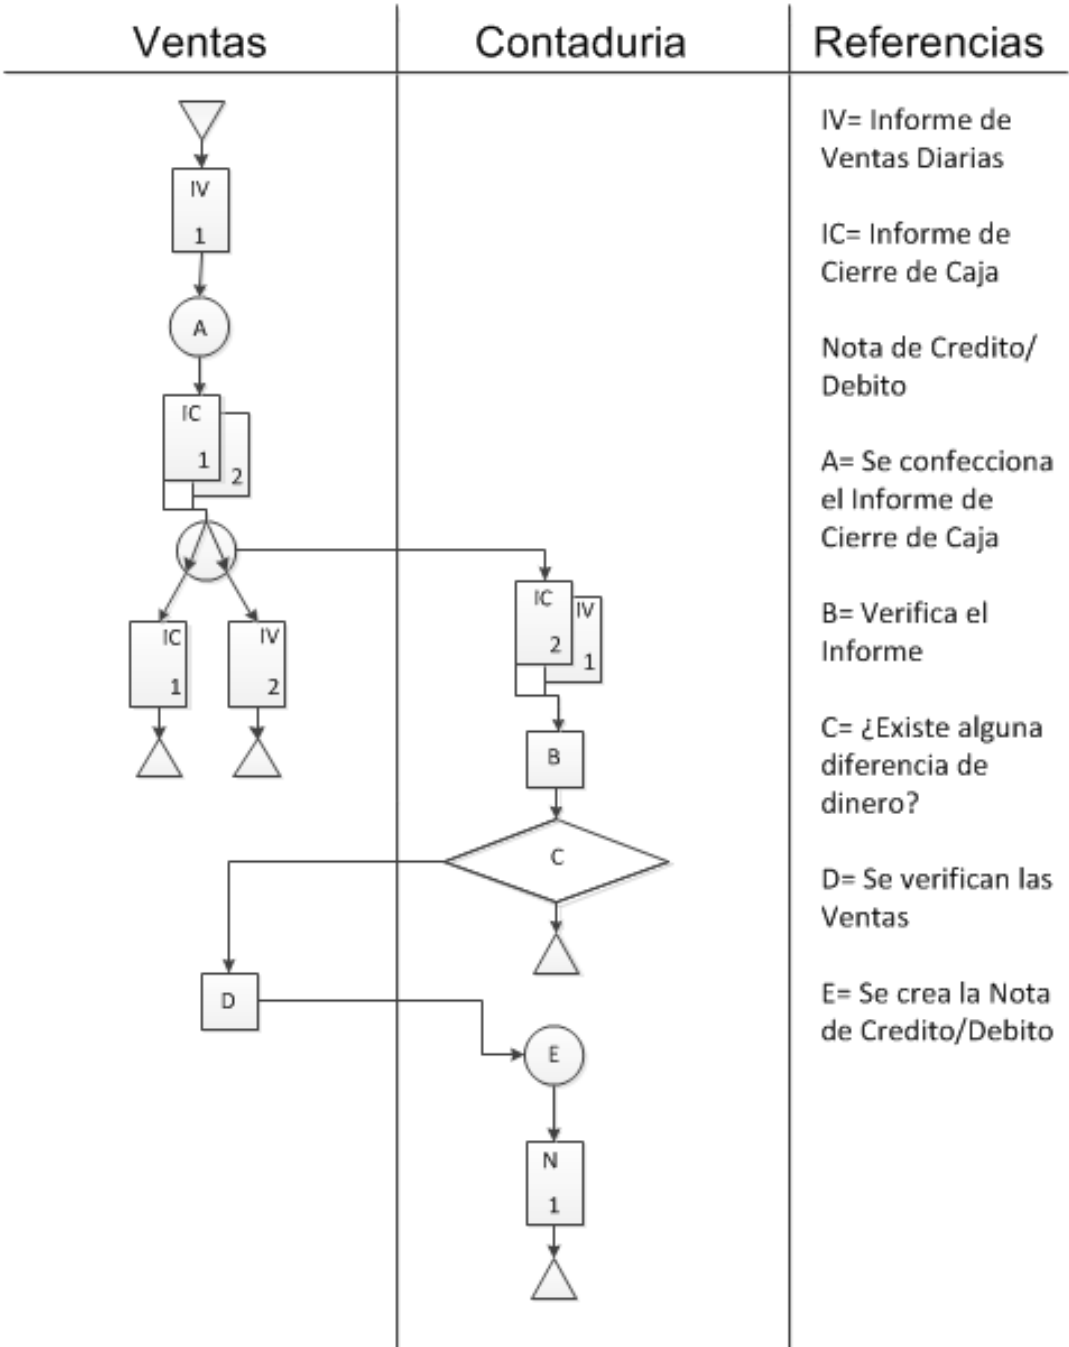 Ventas
Contaduria
Referencias
IV
1
A
IC
1
2
IC
1
IV
2
IC
2
IV
1
B
C
D
E
N
1
IV= Informe de
Ventas Diarias
IC= Informe de
Cierre de Caja
Nota de Credito/
Debito
A= Se confecciona
el Informe de
Cierre de Caja
B= Verifica el
Informe
C= ¿Existe alguna
diferencia de
dinero?
D= Se verifican las
Ventas
E= Se crea la Nota
de Credito/Debito